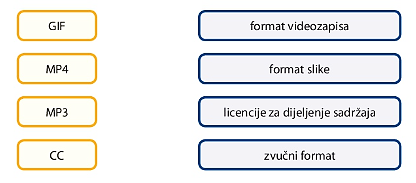 GIF
format videozapisa
MP4
format slike
MP3
licencije za dijeljenje sadržaja
CC
zvučni format